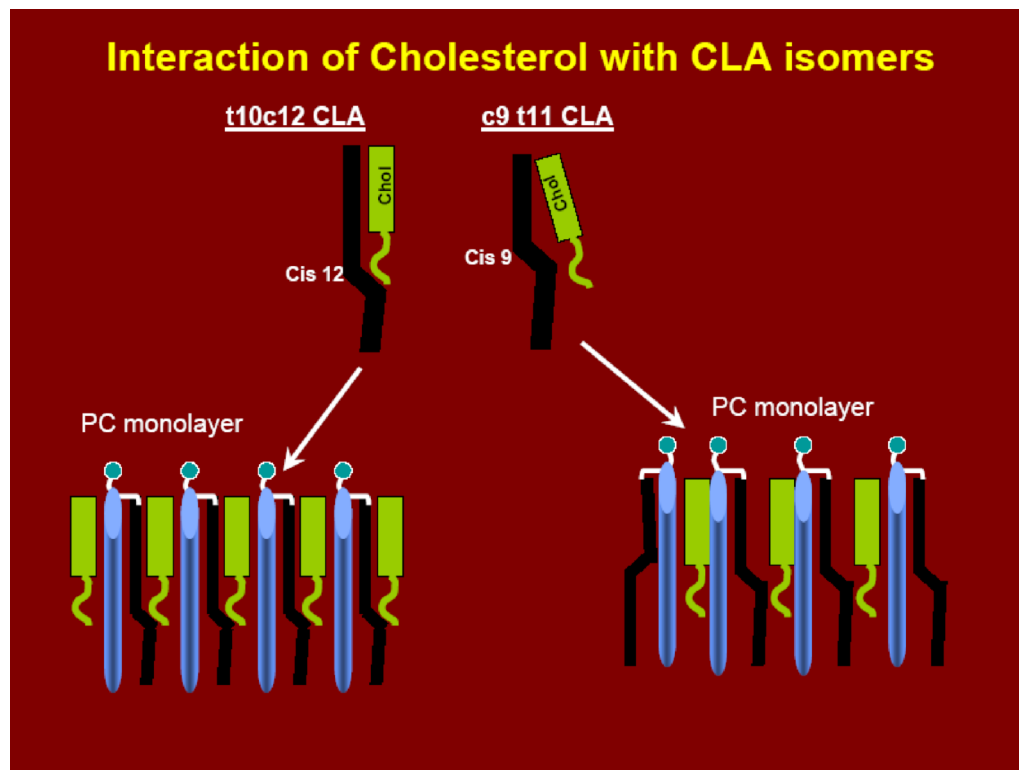 Interaction of Cholesterol with CLA isomers
t10c12 CLA
c9 t11 CLA
Chol
Chol
Cis 12
Cis 9
PC monolayer
PC monolayer